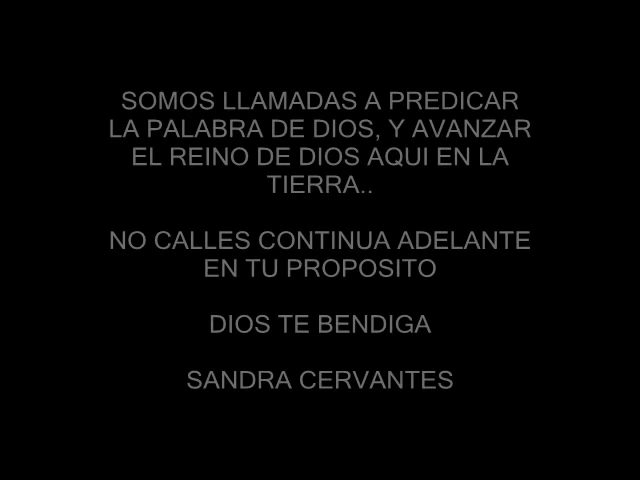 SOMOS LLAMADAS A PREDICAR
LA PALABRA DE DIOS, Y AVANZAR
EL REINO DE DIOS AQUI EN LA
TIERRA..
NO CALLES CONTINUA ADELANTE
EN TU PROPOSITO
DIOS TE BENDIGA
SANDRA CERVANTES